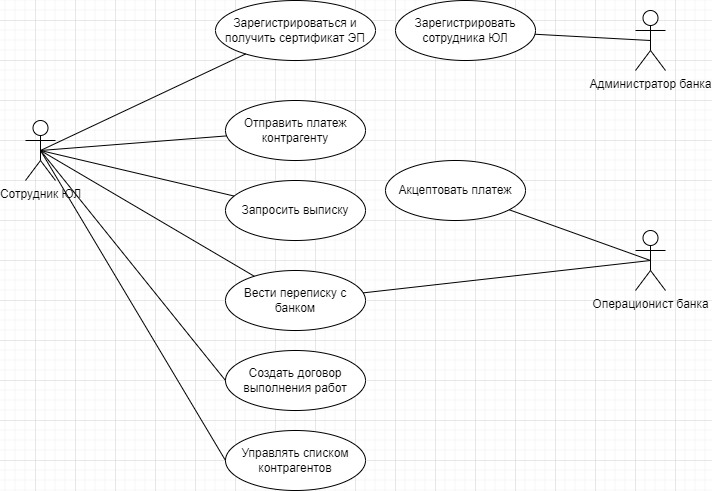 Зарегистрироваться и
получить сертификат ЭП
Зарегистрировать
сотрудника ЮЛ
Администратор банка
Отправить платеж
контрагенту
Сотрудник ЮЛ
Акцептовать платеж
Запросить выписку
Вести переписку с
банком
Операционист банка
Создать договор
выполнения работ
Управлять списком
контрагентов